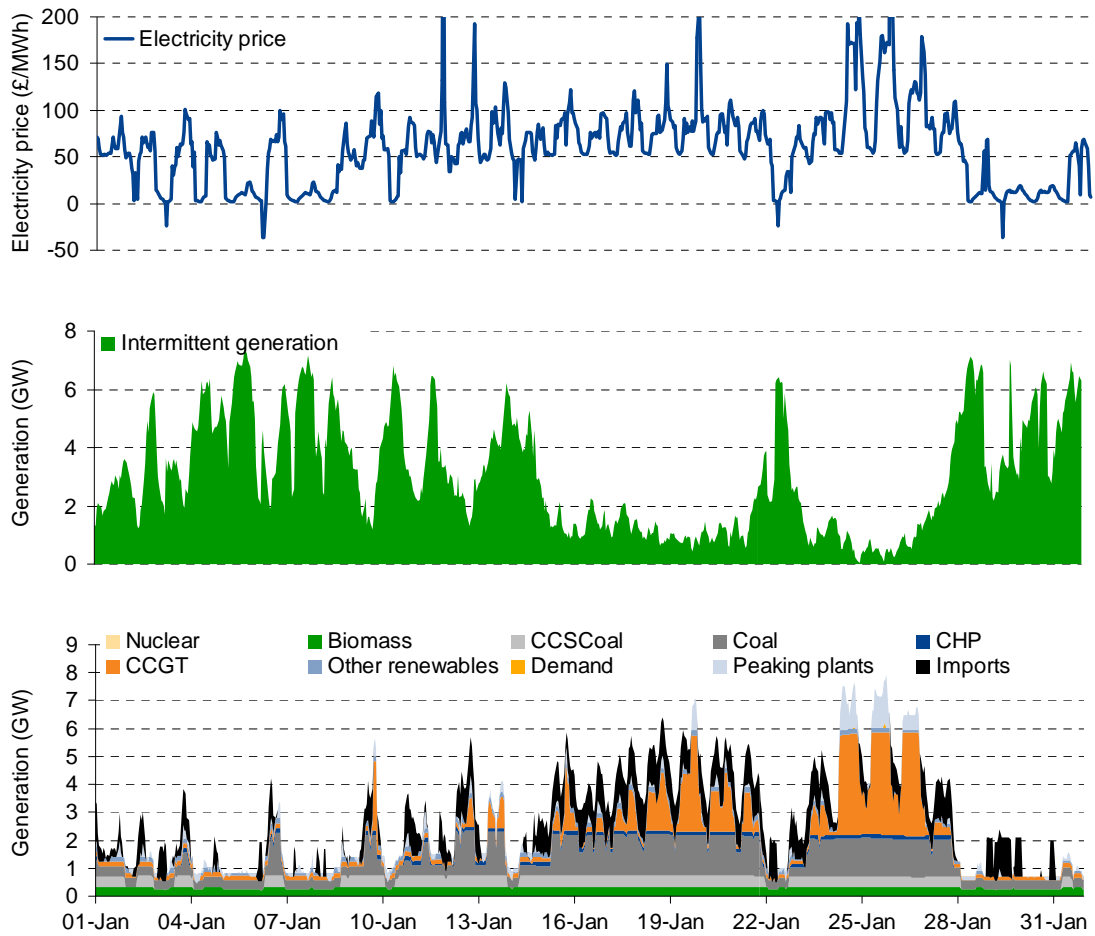 Electricity price (£/MWh)
200
150
100
50
0
-50
Electricity price
Generation (GW)
8
6
4
2
0
Intermittent generation
Generation (GW)
9
8
7
6
5
4
3
2
1
0
Nuclear Biomass CCSCoal Coal CHP
CCGT Other renewables Demand Peaking plants Imports
01-Jan 04-Jan 07-Jan 10-Jan 13-Jan 16-Jan 19-Jan 22-Jan 25-Jan 28-Jan 31-Jan